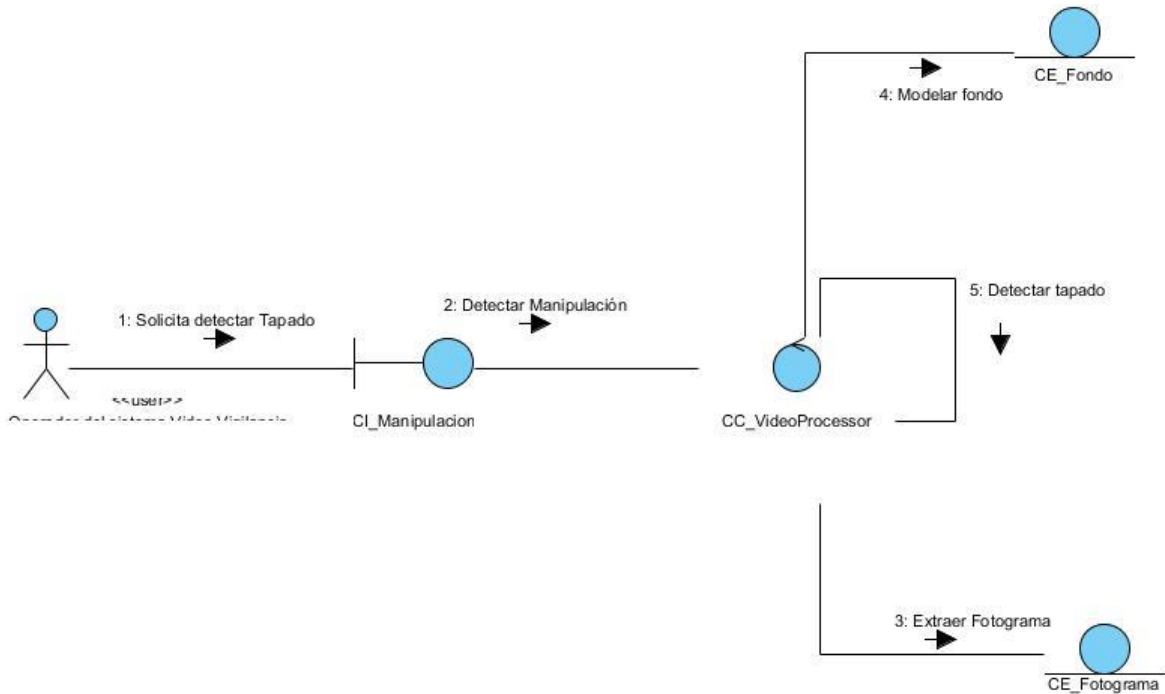 CE_Fondo
4: Modelar fondo
5: Detectar tapado
2: Detectar Manipulación
1: Solicita detectar Tapado
<<user>>
CI_Manipulacion
CC_VideoProcessor
3: Extraer Fotograma
CE_Fotograma